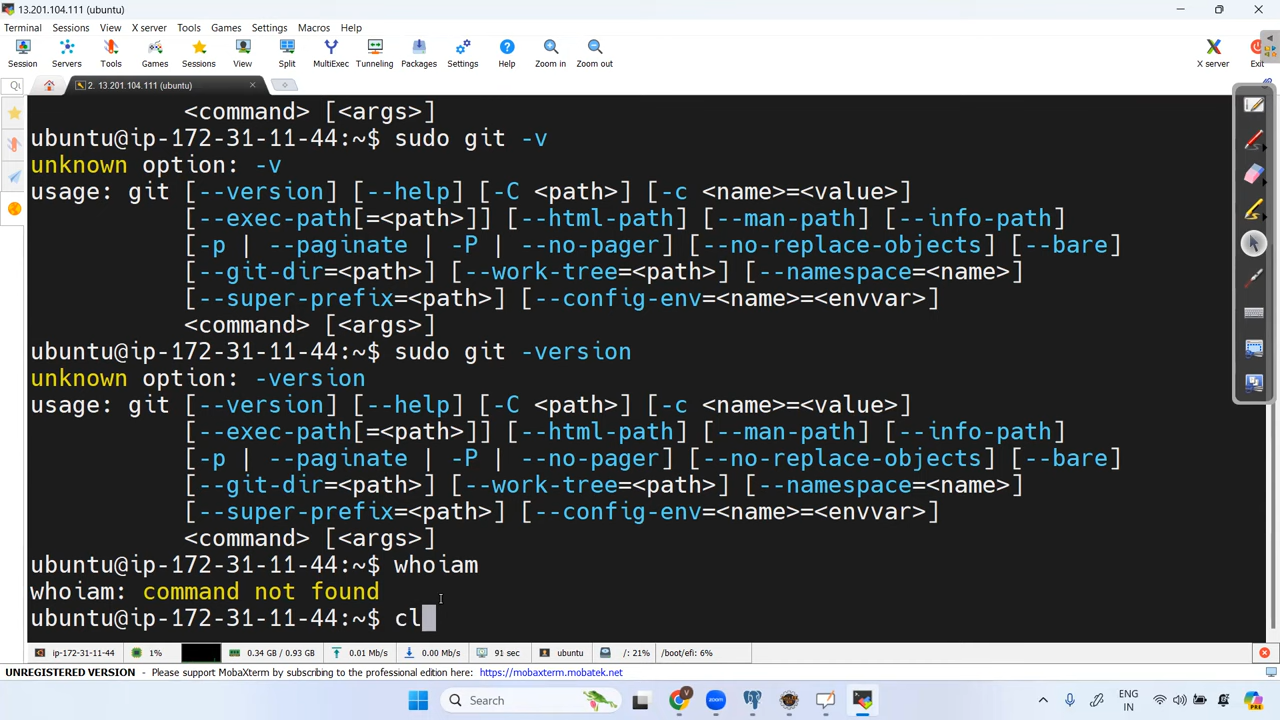 13.201.104.111 (ubuntu)
Terminal Sessions View X server Tools Games Settings Macros Help
Session Servers Tools Games Sessions View Split MultiExec Tunneling Packages Settings Help Zoom in Zoom out X server Exit
2. 13.201.104.111 (ubuntu)
<command> [<args>]
ubuntu@ip-172-31-11-44:~$ sudo git -v
unknown option: -v
usage: git [--version] [--help] [-C <path>] [-c <name>=<value>]
[--exec-path[=<path>]] [--html-path] [--man-path] [--info-path]
[-p | --paginate | -P | --no-pager] [--no-replace-objects] [--bare]
[--git-dir=<path>] [--work-tree=<path>] [--namespace=<name>]
[--super-prefix=<path>] [--config-env=<name>=<envvar>]
<command> [<args>]
ubuntu@ip-172-31-11-44:~$ sudo git -version
unknown option: -version
usage: git [--version] [--help] [-C <path>] [-c <name>=<value>]
[--exec-path[=<path>]] [--html-path] [--man-path] [--info-path]
[-p | --paginate | -P | --no-pager] [--no-replace-objects] [--bare]
[--git-dir=<path>] [--work-tree=<path>] [--namespace=<name>]
[--super-prefix=<path>] [--config-env=<name>=<envvar>]
<command> [<args>]
ubuntu@ip-172-31-11-44:~$ whoiam
whoiam: command not found
ubuntu@ip-172-31-11-44:~$ cl
ip-172-31-11-44 1% 0.34 GB / 0.93 GB 0.01 Mb/s 0.00 Mb/s 91 sec ubuntu /: 21% /boot/efi: 6%
UNREGISTERED VERSION - Please support MobaXterm by subscribing to the professional edition here: https://mobaxterm.mobatek.net
Search ENG
IN